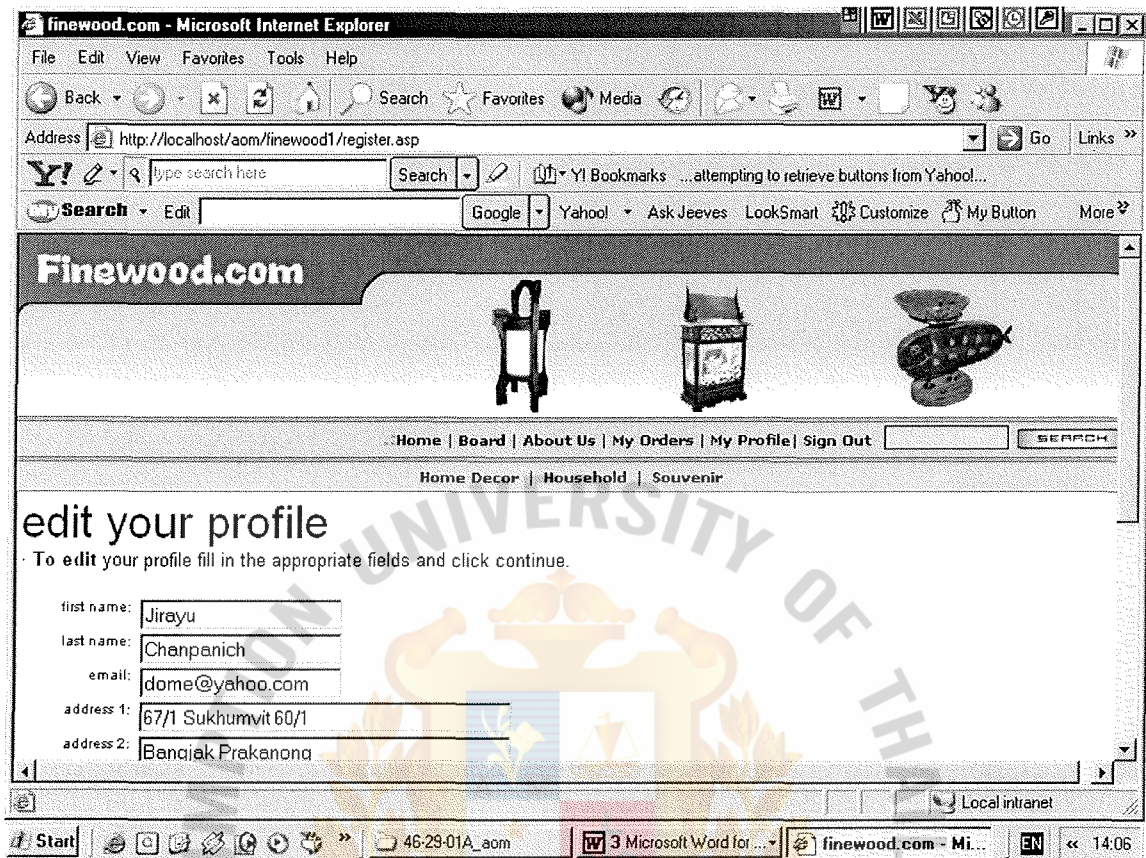 finewood.com - Microsoft Internet Explorer
File Edit View Favorites Tools Help
Back Search Favorites Media
Address http://localhost/aom/finewood1/register.asp Go Links »
Y! type search here Search Y! Bookmarks ...attempting to retrieve buttons from Yahoo!...
Search Edit Google Yahoo! Ask Jeeves LookSmart Customize My Button More »
Finewood.com
Home | Board | About Us | My Orders | My Profile| Sign Out SEARCH
Home Decor | Household | Souvenir
edit your profile
· To edit your profile fill in the appropriate fields and click continue.
first name: Jirayu
last name: Chanpanich
email: dome@yahoo.com
address 1: 67/1 Sukhumvit 60/1
address 2: Bangjak Prakanong
Local intranet
Start » 46-29-01A_aom 3 Microsoft Word for ... finewood.com - Mi... EN « 14:06
UNIVERSITY OF